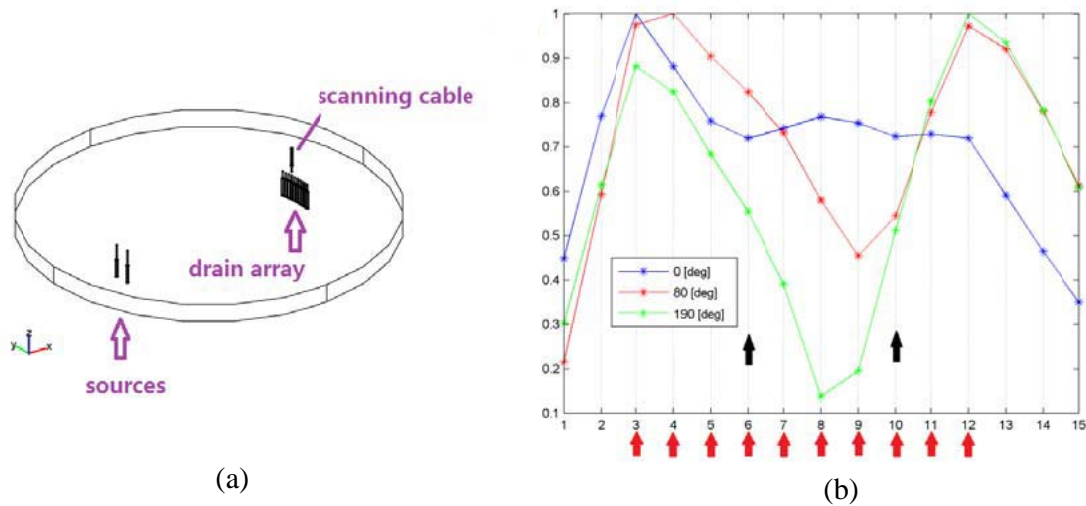 scanning cable
drain array
sources
z
y
x
(a)
1
0.9
0.8
0.7
0.6
0.5
0.4
0.3
0.2
0.1
0 [deg]
80 [deg]
190 [deg]
1 2 3 4 5 6 7 8 9 10 11 12 13 14 15
(b)